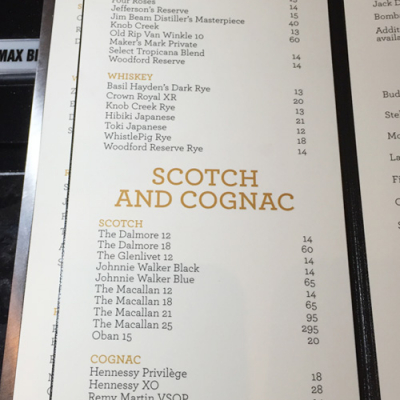 Four Roses
Jefferson's Reserve 14
Jim Beam Distiller's Masterpiece 15
Knob Creek 40
Old Rip Van Winkle 10 13
Maker's Mark Private 60
Select Tropicana Blend
Woodford Reserve 14
14
WHISKEY
Basil Hayden's Dark Rye 13
Crown Royal XR 20
Knob Creek Rye 13
Hibiki Japanese 21
Toki Japanese 12
WhistlePig Rye 18
Woodford Reserve Rye 14
SCOTCH
AND COGNAC
SCOTCH
The Dalmore 12 14
The Dalmore 18 60
The Glenlivet 12 14
Johnnie Walker Black 14
Johnnie Walker Blue 65
The Macallan 12 14
The Macallan 18 65
The Macallan 21 95
The Macallan 25 295
Oban 15 20
COGNAC
Hennessy Privilège 18
Hennessy XO 28
Remy Martin VSOP
MAX
Jack D
Bomb
Addit
availa
Bud
Stel
Mo
La